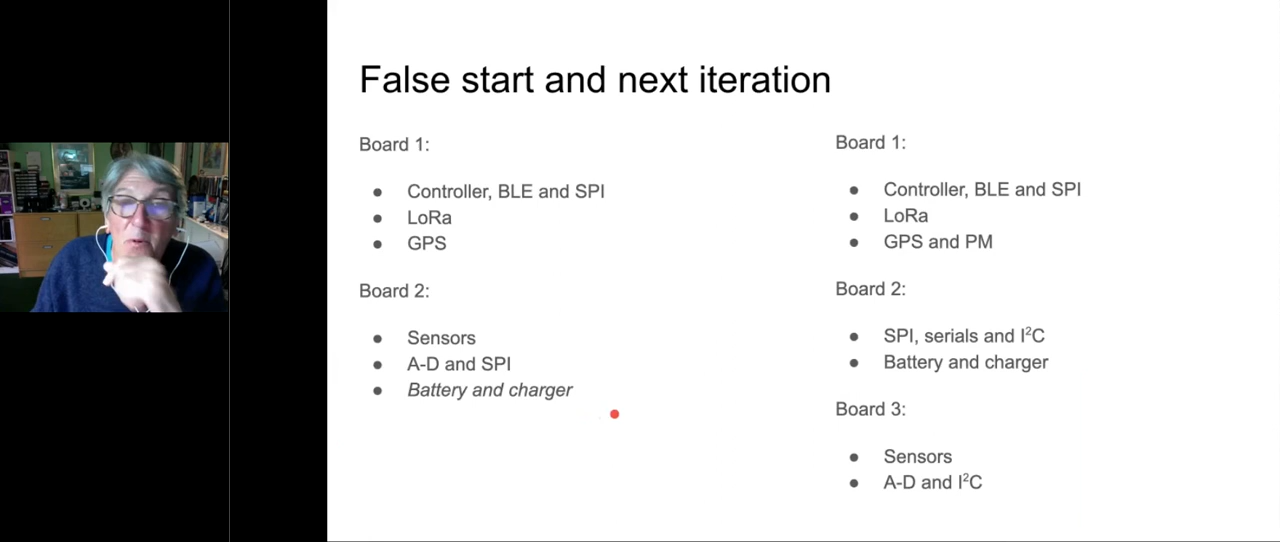 False start and next iteration
Board 1:
● Controller, BLE and SPI
● LoRa
● GPS
Board 2:
● Sensors
● A-D and SPI
● Battery and charger
Board 1:
● Controller, BLE and SPI
● LoRa
● GPS and PM
Board 2:
● SPI, serials and I²C
● Battery and charger
Board 3:
● Sensors
● A-D and I²C